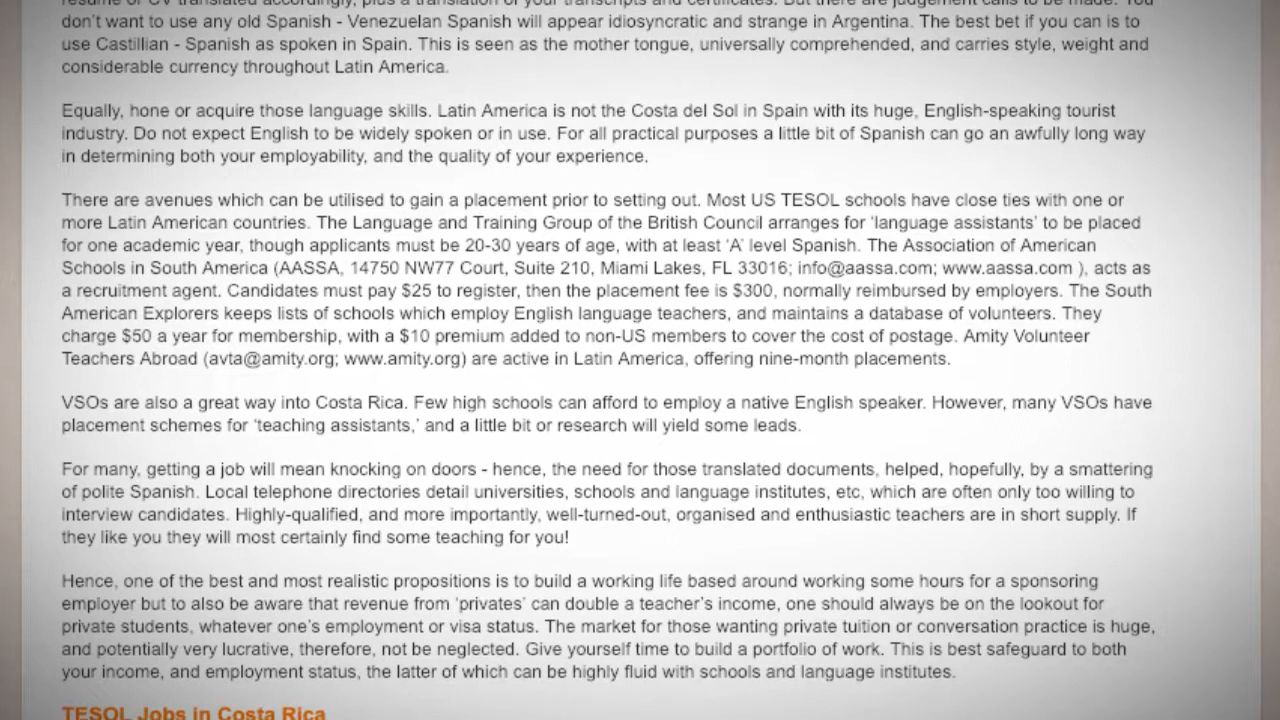 resume or CV translated accordingly, plus a translation of your transcripts and certificates. But there are judgement calls to be made. You
don't want to use any old Spanish - Venezuelan Spanish will appear idiosyncratic and strange in Argentina. The best bet if you can is to
use Castillian - Spanish as spoken in Spain. This is seen as the mother tongue, universally comprehended, and carries style, weight and
considerable currency throughout Latin America.
Equally, hone or acquire those language skills. Latin America is not the Costa del Sol in Spain with its huge, English-speaking tourist
industry. Do not expect English to be widely spoken or in use. For all practical purposes a little bit of Spanish can go an awfully long way
in determining both your employability, and the quality of your experience.
There are avenues which can be utilised to gain a placement prior to setting out. Most US TESOL schools have close ties with one or
more Latin American countries. The Language and Training Group of the British Council arranges for 'language assistants' to be placed
for one academic year, though applicants must be 20-30 years of age, with at least 'A' level Spanish. The Association of American
Schools in South America (AASSA, 14750 NW77 Court, Suite 210, Miami Lakes, FL 33016; info@aassa.com; www.aassa.com ), acts as
a recruitment agent. Candidates must pay $25 to register, then the placement fee is $300, normally reimbursed by employers. The South
American Explorers keeps lists of schools which employ English language teachers, and maintains a database of volunteers. They
charge $50 a year for membership, with a $10 premium added to non-US members to cover the cost of postage. Amity Volunteer
Teachers Abroad (avta@amity.org; www.amity.org) are active in Latin America, offering nine-month placements.
VSOs are also a great way into Costa Rica. Few high schools can afford to employ a native English speaker. However, many VSOs have
placement schemes for 'teaching assistants,' and a little bit or research will yield some leads.
For many, getting a job will mean knocking on doors - hence, the need for those translated documents, helped, hopefully, by a smattering
of polite Spanish. Local telephone directories detail universities, schools and language institutes, etc, which are often only too willing to
interview candidates. Highly-qualified, and more importantly, well-turned-out, organised and enthusiastic teachers are in short supply. If
they like you they will most certainly find some teaching for you!
Hence, one of the best and most realistic propositions is to build a working life based around working some hours for a sponsoring
employer but to also be aware that revenue from 'privates' can double a teacher's income, one should always be on the lookout for
private students, whatever one's employment or visa status. The market for those wanting private tuition or conversation practice is huge,
and potentially very lucrative, therefore, not be neglected. Give yourself time to build a portfolio of work. This is best safeguard to both
your income, and employment status, the latter of which can be highly fluid with schools and language institutes.
TESOL Jobs in Costa Rica